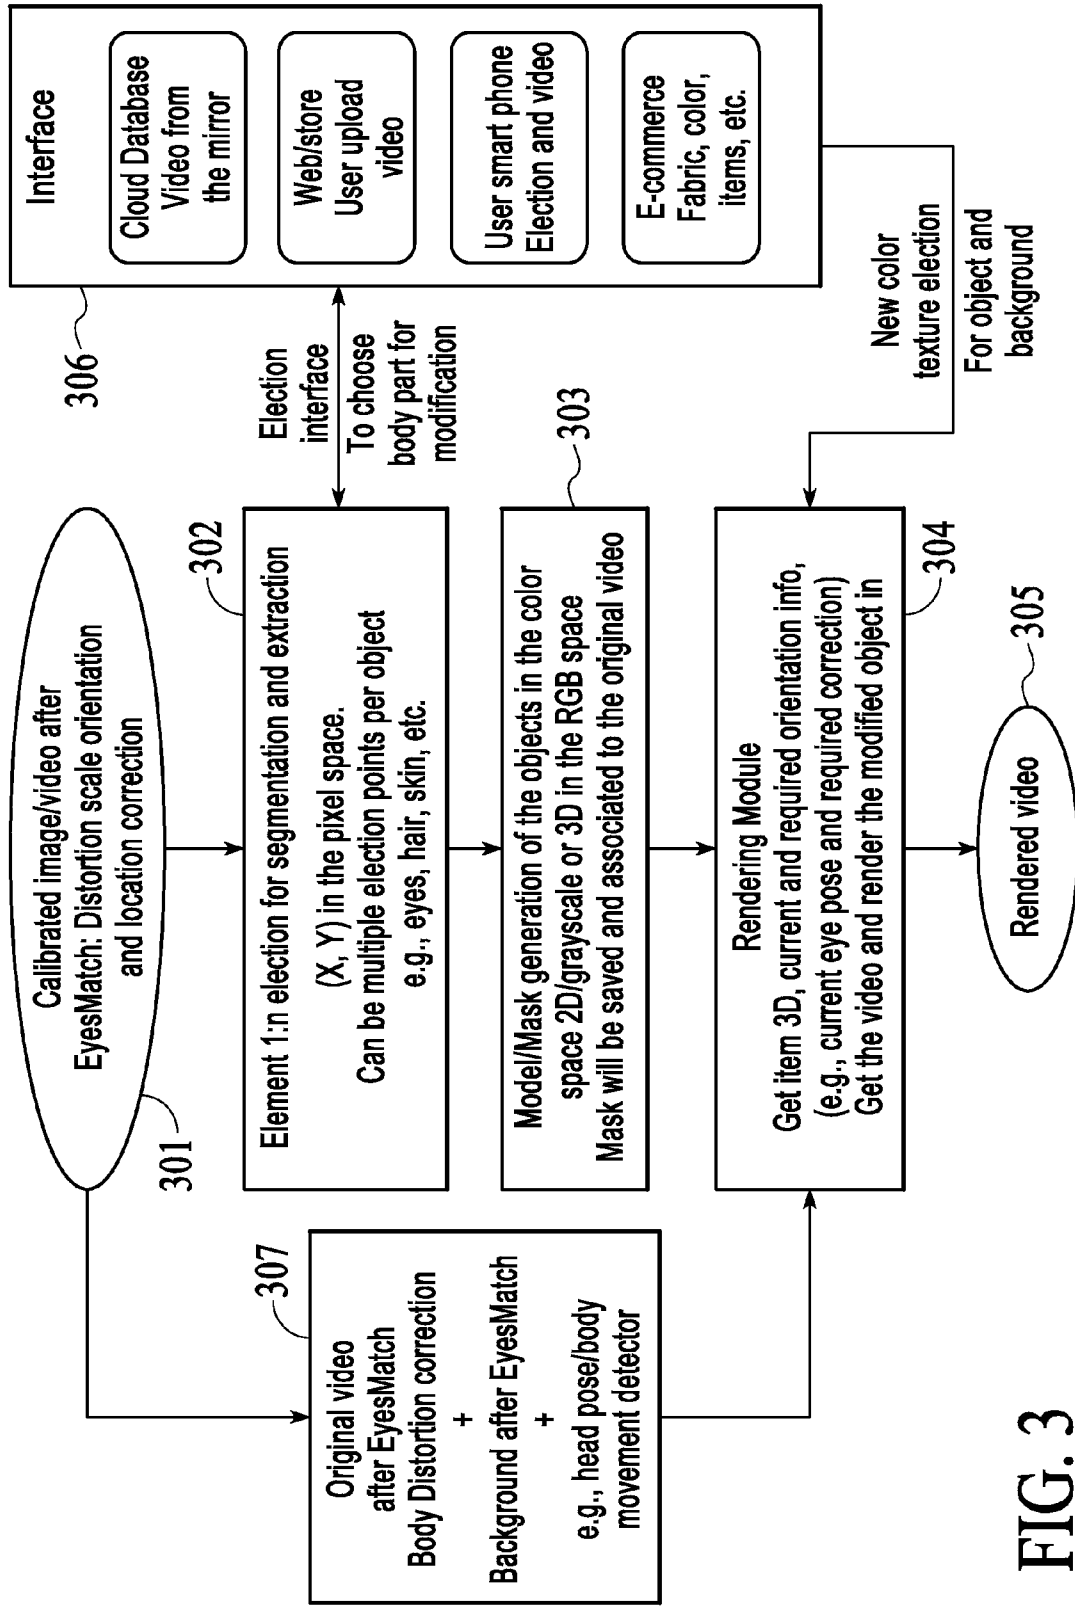 Calibrated image/video after
EyesMatch: Distortion scale orientation
and location correction
301
Interface
Cloud Database
Video from
the mirror
Web/store
User upload
video
User smart phone
Election and video
E-commerce
Fabric, color,
items, etc.
306
Election
interface
To choose
body part for
modification
302
Element 1:n election for segmentation and extraction
(X, Y) in the pixel space.
Can be multiple election points per object
e.g., eyes, hair, skin, etc.
303
Model/Mask generation of the objects in the color
space 2D/grayscale or 3D in the RGB space
Mask will be saved and associated to the original video
307
Original video
after EyesMatch
Body Distortion correction
+
Background after EyesMatch
+
e.g., head pose/body
movement detector
New color
texture election
For object and
background
Rendering Module
Get item 3D, current and required orientation info,
(e.g., current eye pose and required correction)
Get the video and render the modified object in
304
Rendered video
305
FIG. 3